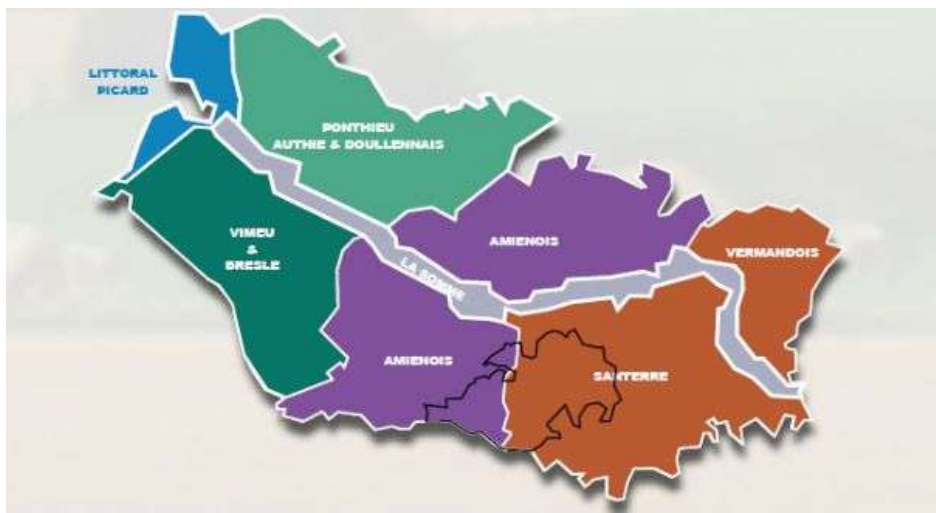 LITTORAL
PICARD
PONTHIEU
AUTHIE & DOULLENNAIS
VIMEU
&
BRESLE
AMIENOIS
VERMANDOIS
LA SOMME
AMIENOIS
SANTERRE